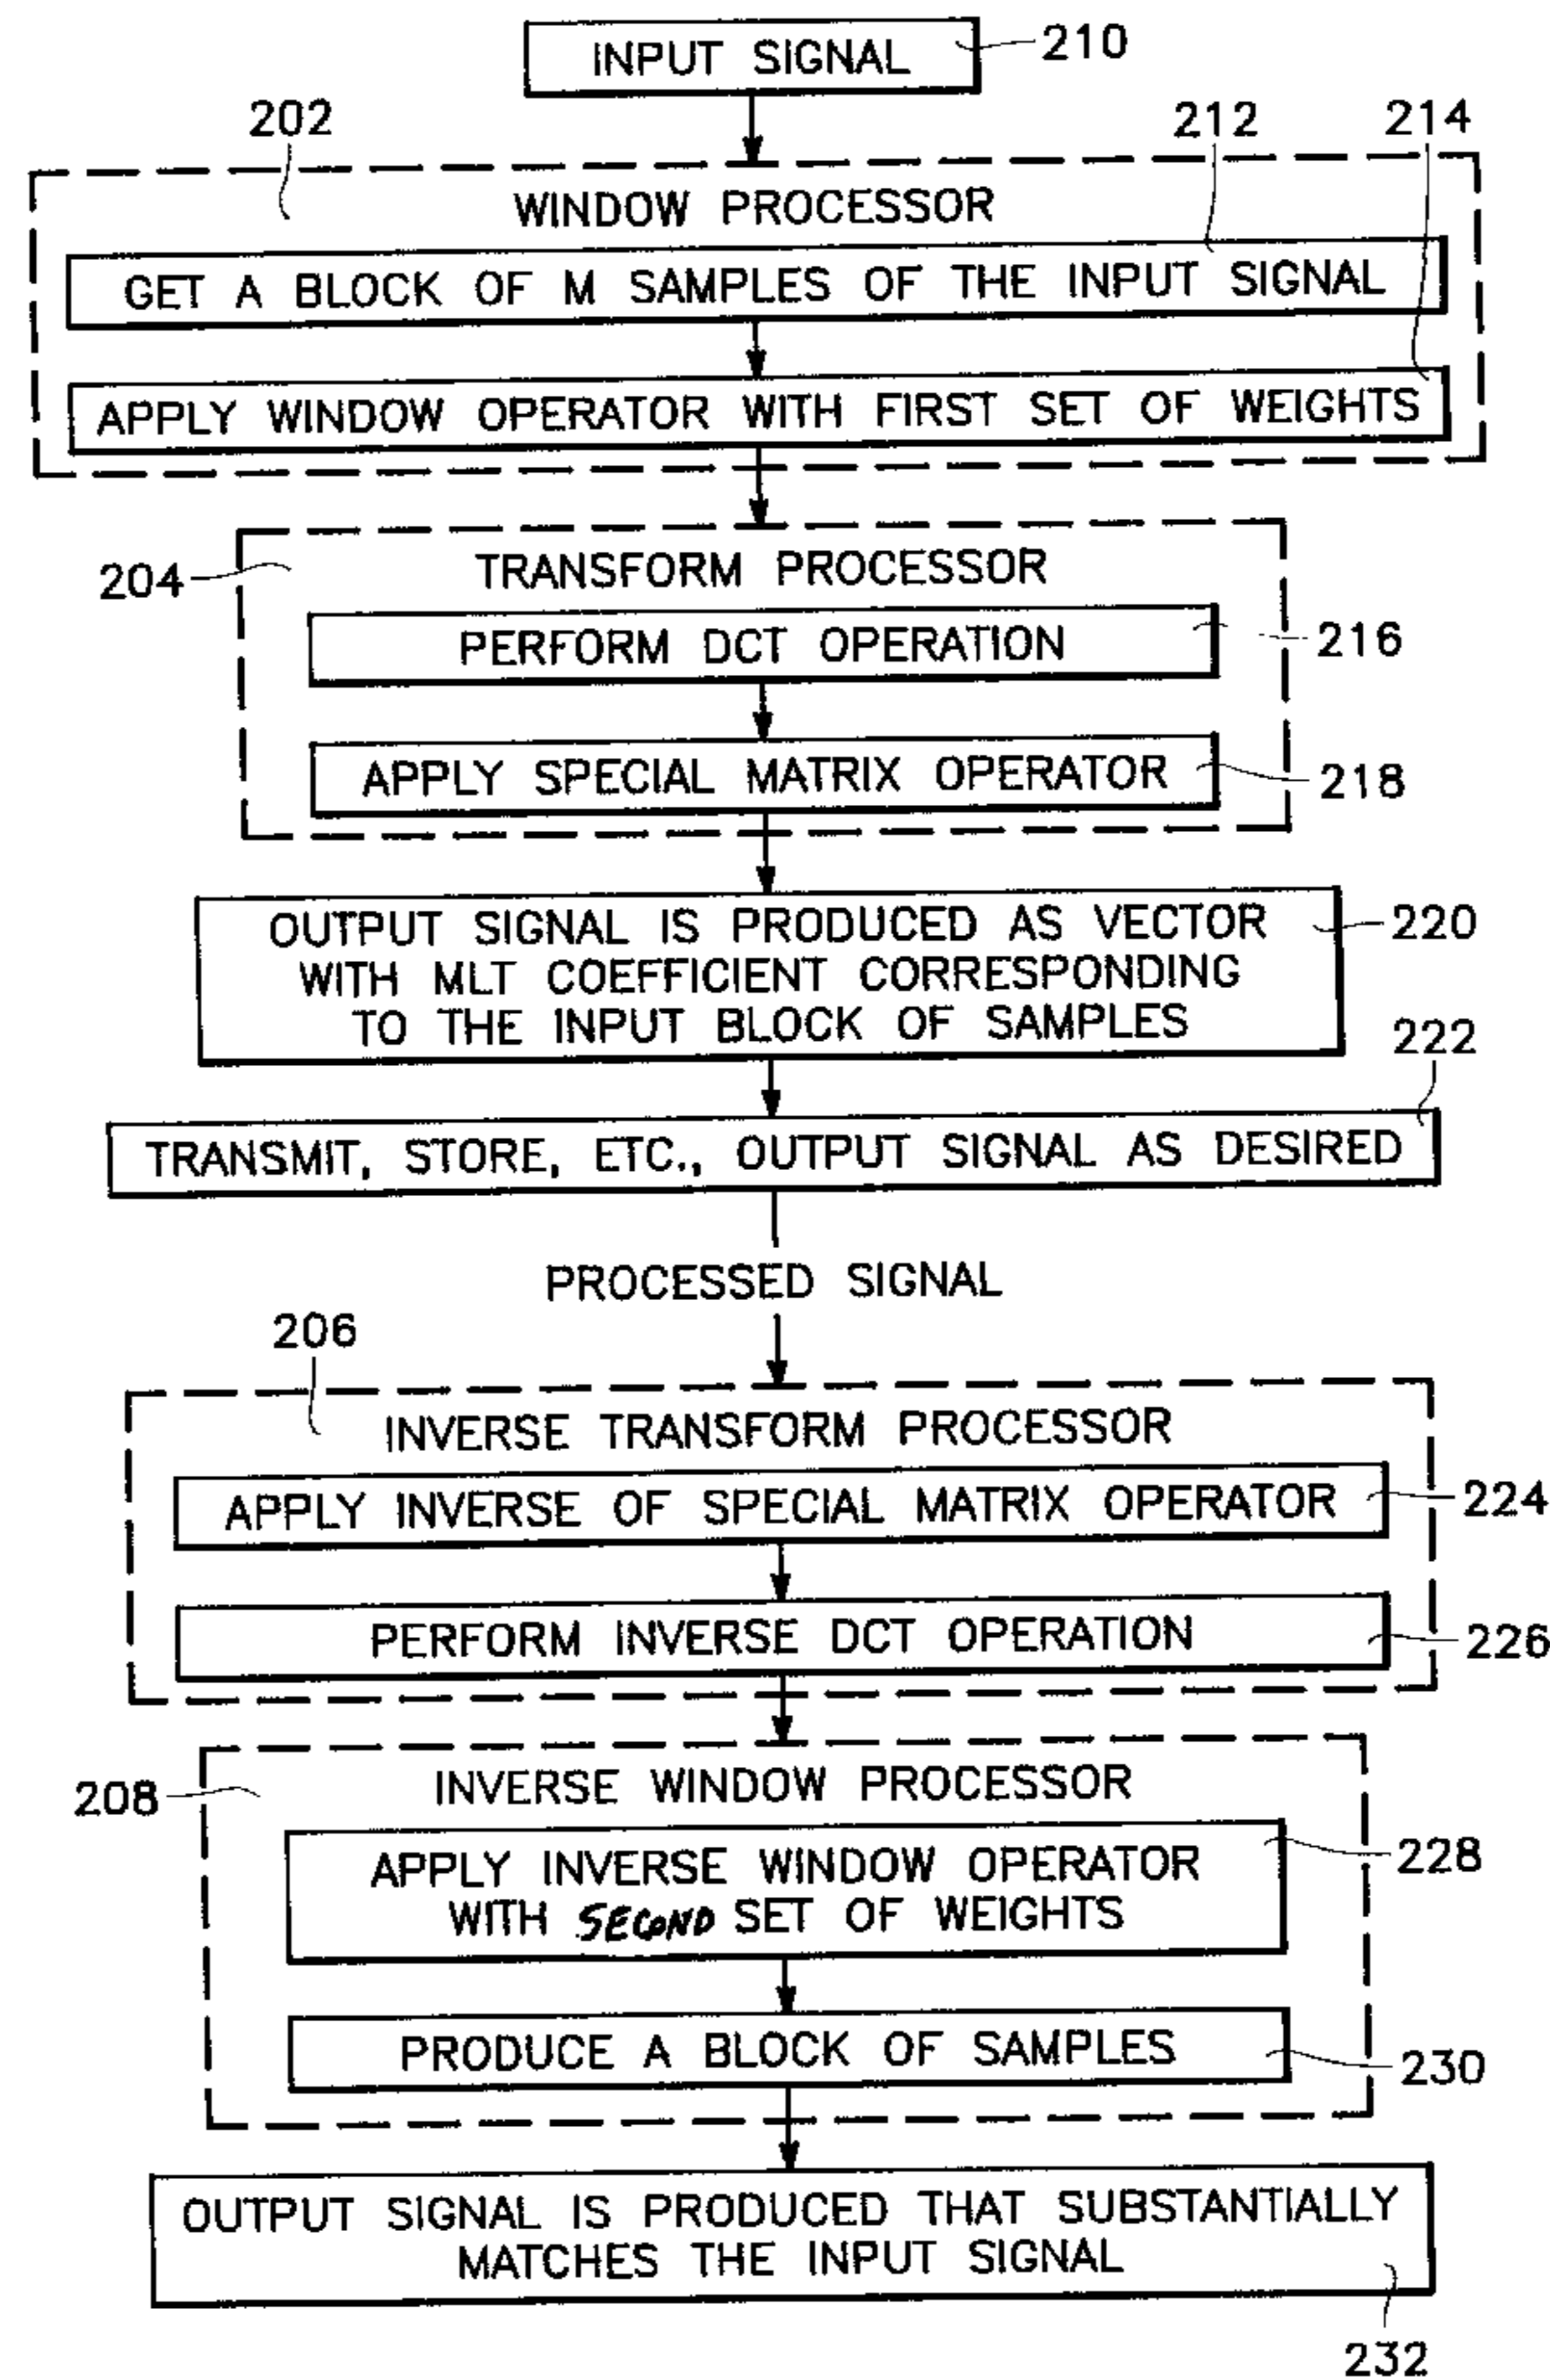 INPUT SIGNAL
210
202
212
214
WINDOW PROCESSOR
GET A BLOCK OF M SAMPLES OF THE INPUT SIGNAL
APPLY WINDOW OPERATOR WITH FIRST SET OF WEIGHTS
204
TRANSFORM PROCESSOR
PERFORM DCT OPERATION
216
APPLY SPECIAL MATRIX OPERATOR
218
OUTPUT SIGNAL IS PRODUCED AS VECTOR
WITH MLT COEFFICIENT CORRESPONDING
TO THE INPUT BLOCK OF SAMPLES
220
222
TRANSMIT, STORE, ETC., OUTPUT SIGNAL AS DESIRED
PROCESSED SIGNAL
206
INVERSE TRANSFORM PROCESSOR
APPLY INVERSE OF SPECIAL MATRIX OPERATOR
224
PERFORM INVERSE DCT OPERATION
226
208
INVERSE WINDOW PROCESSOR
APPLY INVERSE WINDOW OPERATOR
WITH SECOND SET OF WEIGHTS
228
PRODUCE A BLOCK OF SAMPLES
230
OUTPUT SIGNAL IS PRODUCED THAT SUBSTANTIALLY
MATCHES THE INPUT SIGNAL
232